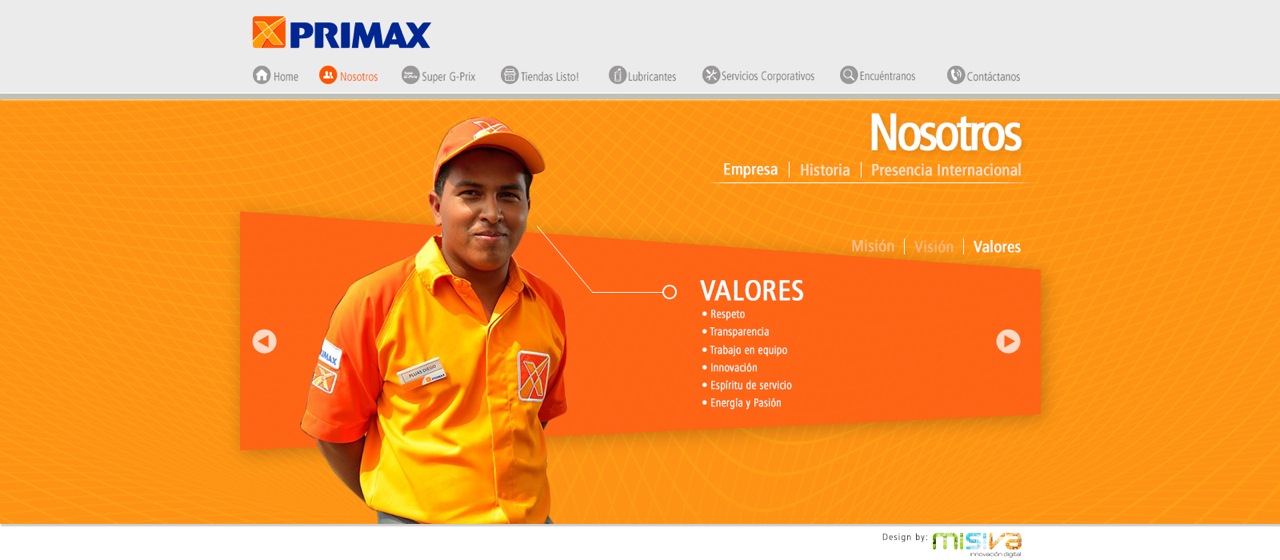 PRIMAX
Home
Nosotros
Super G-Prix
Tiendas Listo!
Lubricantes
Servicios Corporativos
Encuéntranos
Contáctanos
Nosotros
Empresa
Historia
Presencia Internacional
Misión
Visión
Valores
VALORES
• Respeto
• Transparencia
• Trabajo en equipo
• Innovación
• Espíritu de servicio
• Energía y Pasión
IMAX
PRIMAX
Design by: misiva
innovación digital